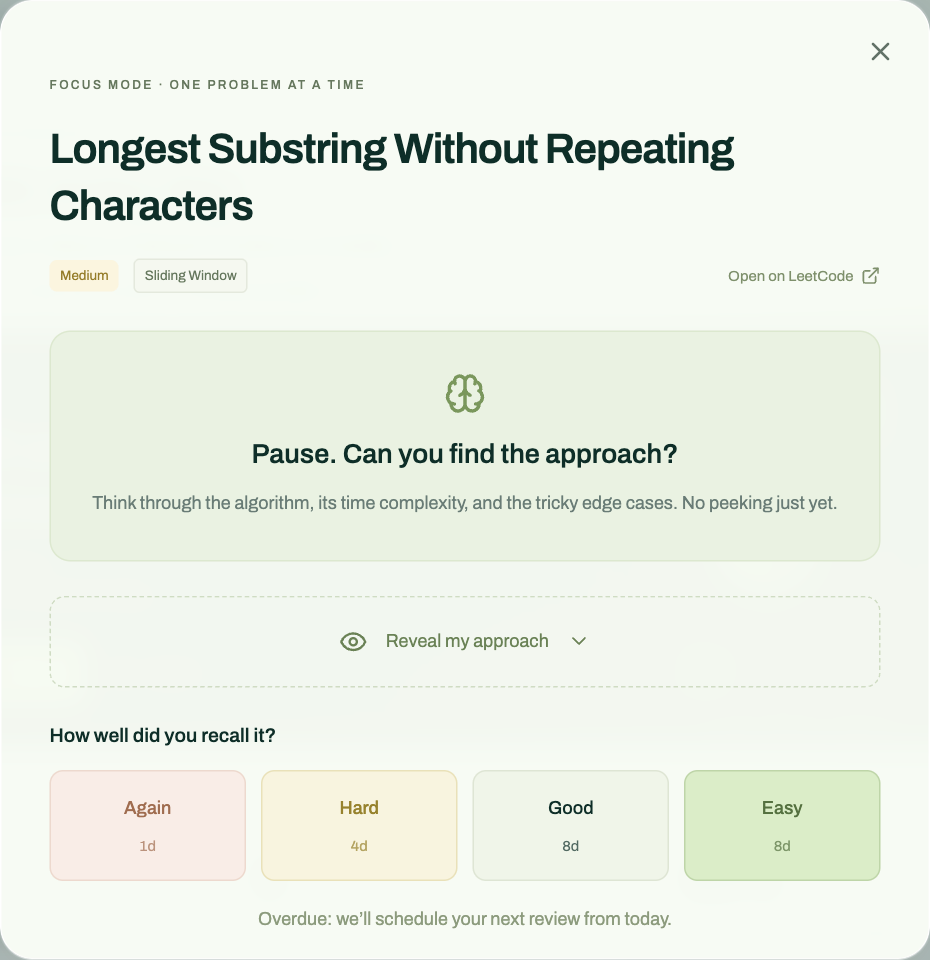 FOCUS MODE · ONE PROBLEM AT A TIME
Longest Substring Without Repeating
Characters
Medium
Sliding Window
Open on LeetCode
Pause. Can you find the approach?
Think through the algorithm, its time complexity, and the tricky edge cases. No peeking just yet.
Reveal my approach
How well did you recall it?
Again
1d
Hard
4d
Good
8d
Easy
8d
Overdue: we’ll schedule your next review from today.